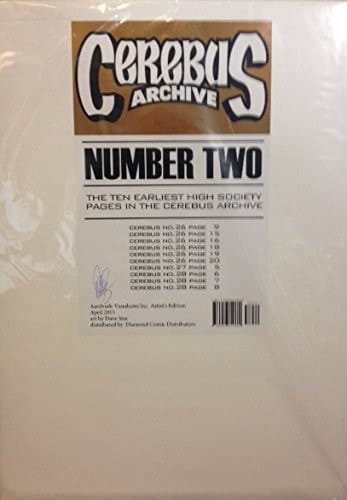 CEREBUS
ARCHIVE
NUMBER TWO
THE TEN EARLIEST HIGH SOCIETY
PAGES IN THE CEREBUS ARCHIVE
CEREBUS NO.26 PAGE 9
CEREBUS NO.26 PAGE 15
CEREBUS NO.26 PAGE 16
CEREBUS NO.26 PAGE 18
CEREBUS NO.26 PAGE 19
CEREBUS NO.26 PAGE 20
CEREBUS NO.27 PAGE 5
CEREBUS NO.28 PAGE 6
CEREBUS NO.28 PAGE 7
CEREBUS NO.28 PAGE 8
Aardvark-Vanaheim Inc. Artist's Edition
April 2015
art by Dave Sim
distributed by Diamond Comic Distributors